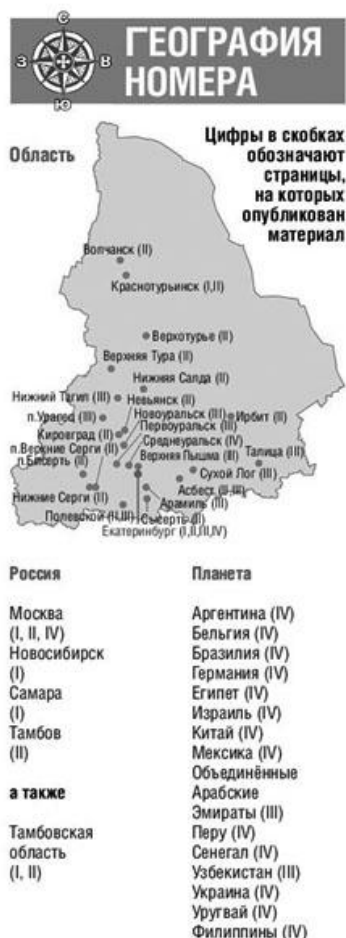 С
З
В
Ю
ГЕОГРАФИЯ
НОМЕРА
Область
Цифры в скобках
обозначают
страницы,
на которых
опубликован
материал
Волчанск (II)
Краснотурьинск (I,II)
Верхотурье (II)
Верхняя Тура (II)
Нижняя Салда (II)
Нижний Тагил (III)
Невьянск (II)
п.Уралец (III)
Новоуральск (III)
Ирбит (II)
Кировград (II)
Первоуральск (III)
п.Верхние Серги (II)
Среднеуральск (IV)
п.Бисерть (II)
Верхняя Пышма (III)
Талица (III)
Сухой Лог (III)
Нижние Серги (II)
Асбест (II,III)
Арамиль (III)
Полевской (II,III)
Сысерть (II)
Екатеринбург (I,II,III,IV)
Россия
Москва
(I, II, IV)
Новосибирск
(I)
Самара
(I)
Тамбов
(II)
а также
Тамбовская
область
(I, II)
Планета
Аргентина (IV)
Бельгия (IV)
Бразилия (IV)
Германия (IV)
Египет (IV)
Израиль (IV)
Китай (IV)
Мексика (IV)
Объединённые
Арабские
Эмираты (III)
Перу (IV)
Сенегал (IV)
Узбекистан (III)
Украина (IV)
Уругвай (IV)
Филиппины (IV)